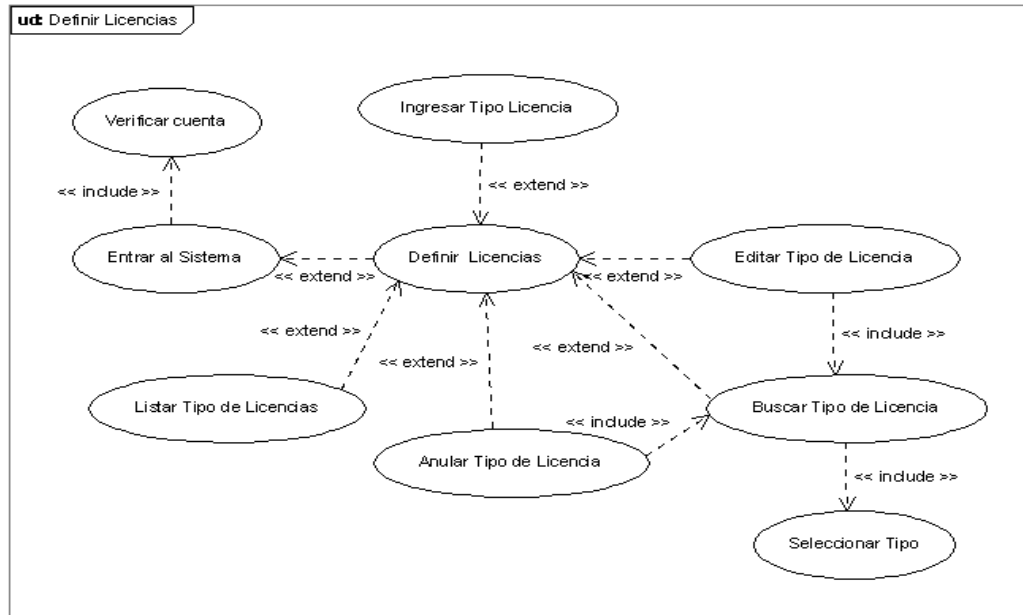 ud: Definir Licencias
Ingresar Tipo Licencia
Verificar cuenta
<< include >>
<< extend >>
Entrar al Sistema
Definir Licencias
Editar Tipo de Licencia
<< extend >>
<< extend >>
<< extend >>
<< include >>
<< extend >>
<< extend >>
Listar Tipo de Licencias
Buscar Tipo de Licencia
<< include >>
Anular Tipo de Licencia
<< include >>
Seleccionar Tipo